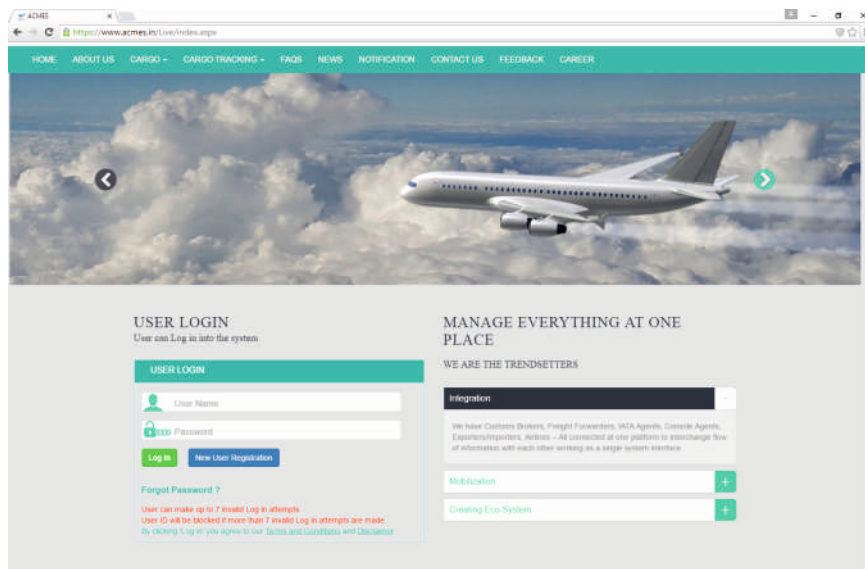 ACMES
https://www.acmes.in/Live/index.aspx
HOME ABOUT US CARGO CARGO TRACKING FAQS NEWS NOTIFICATION CONTACT US FEEDBACK CAREER
USER LOGIN
User can Log in into the system
USER LOGIN
User Name
Password
Log In New User Registration
Forgot Password ?
User can make up to 7 invalid Log in attempts.
User ID will be blocked if more than 7 invalid Log in attempts are made.
By clicking 'Log in' you agree to our Terms and Conditions and Disclaimer
MANAGE EVERYTHING AT ONE
PLACE
WE ARE THE TRENDSETTERS
Integration
We have Customs Brokers, Freight Forwarders, IATA Agents, Console Agents,
Exporters/Importers, Airlines – All connected at one platform to interchange flow
of information with each other working as a single system interface
Mobilization
Creating Eco-System